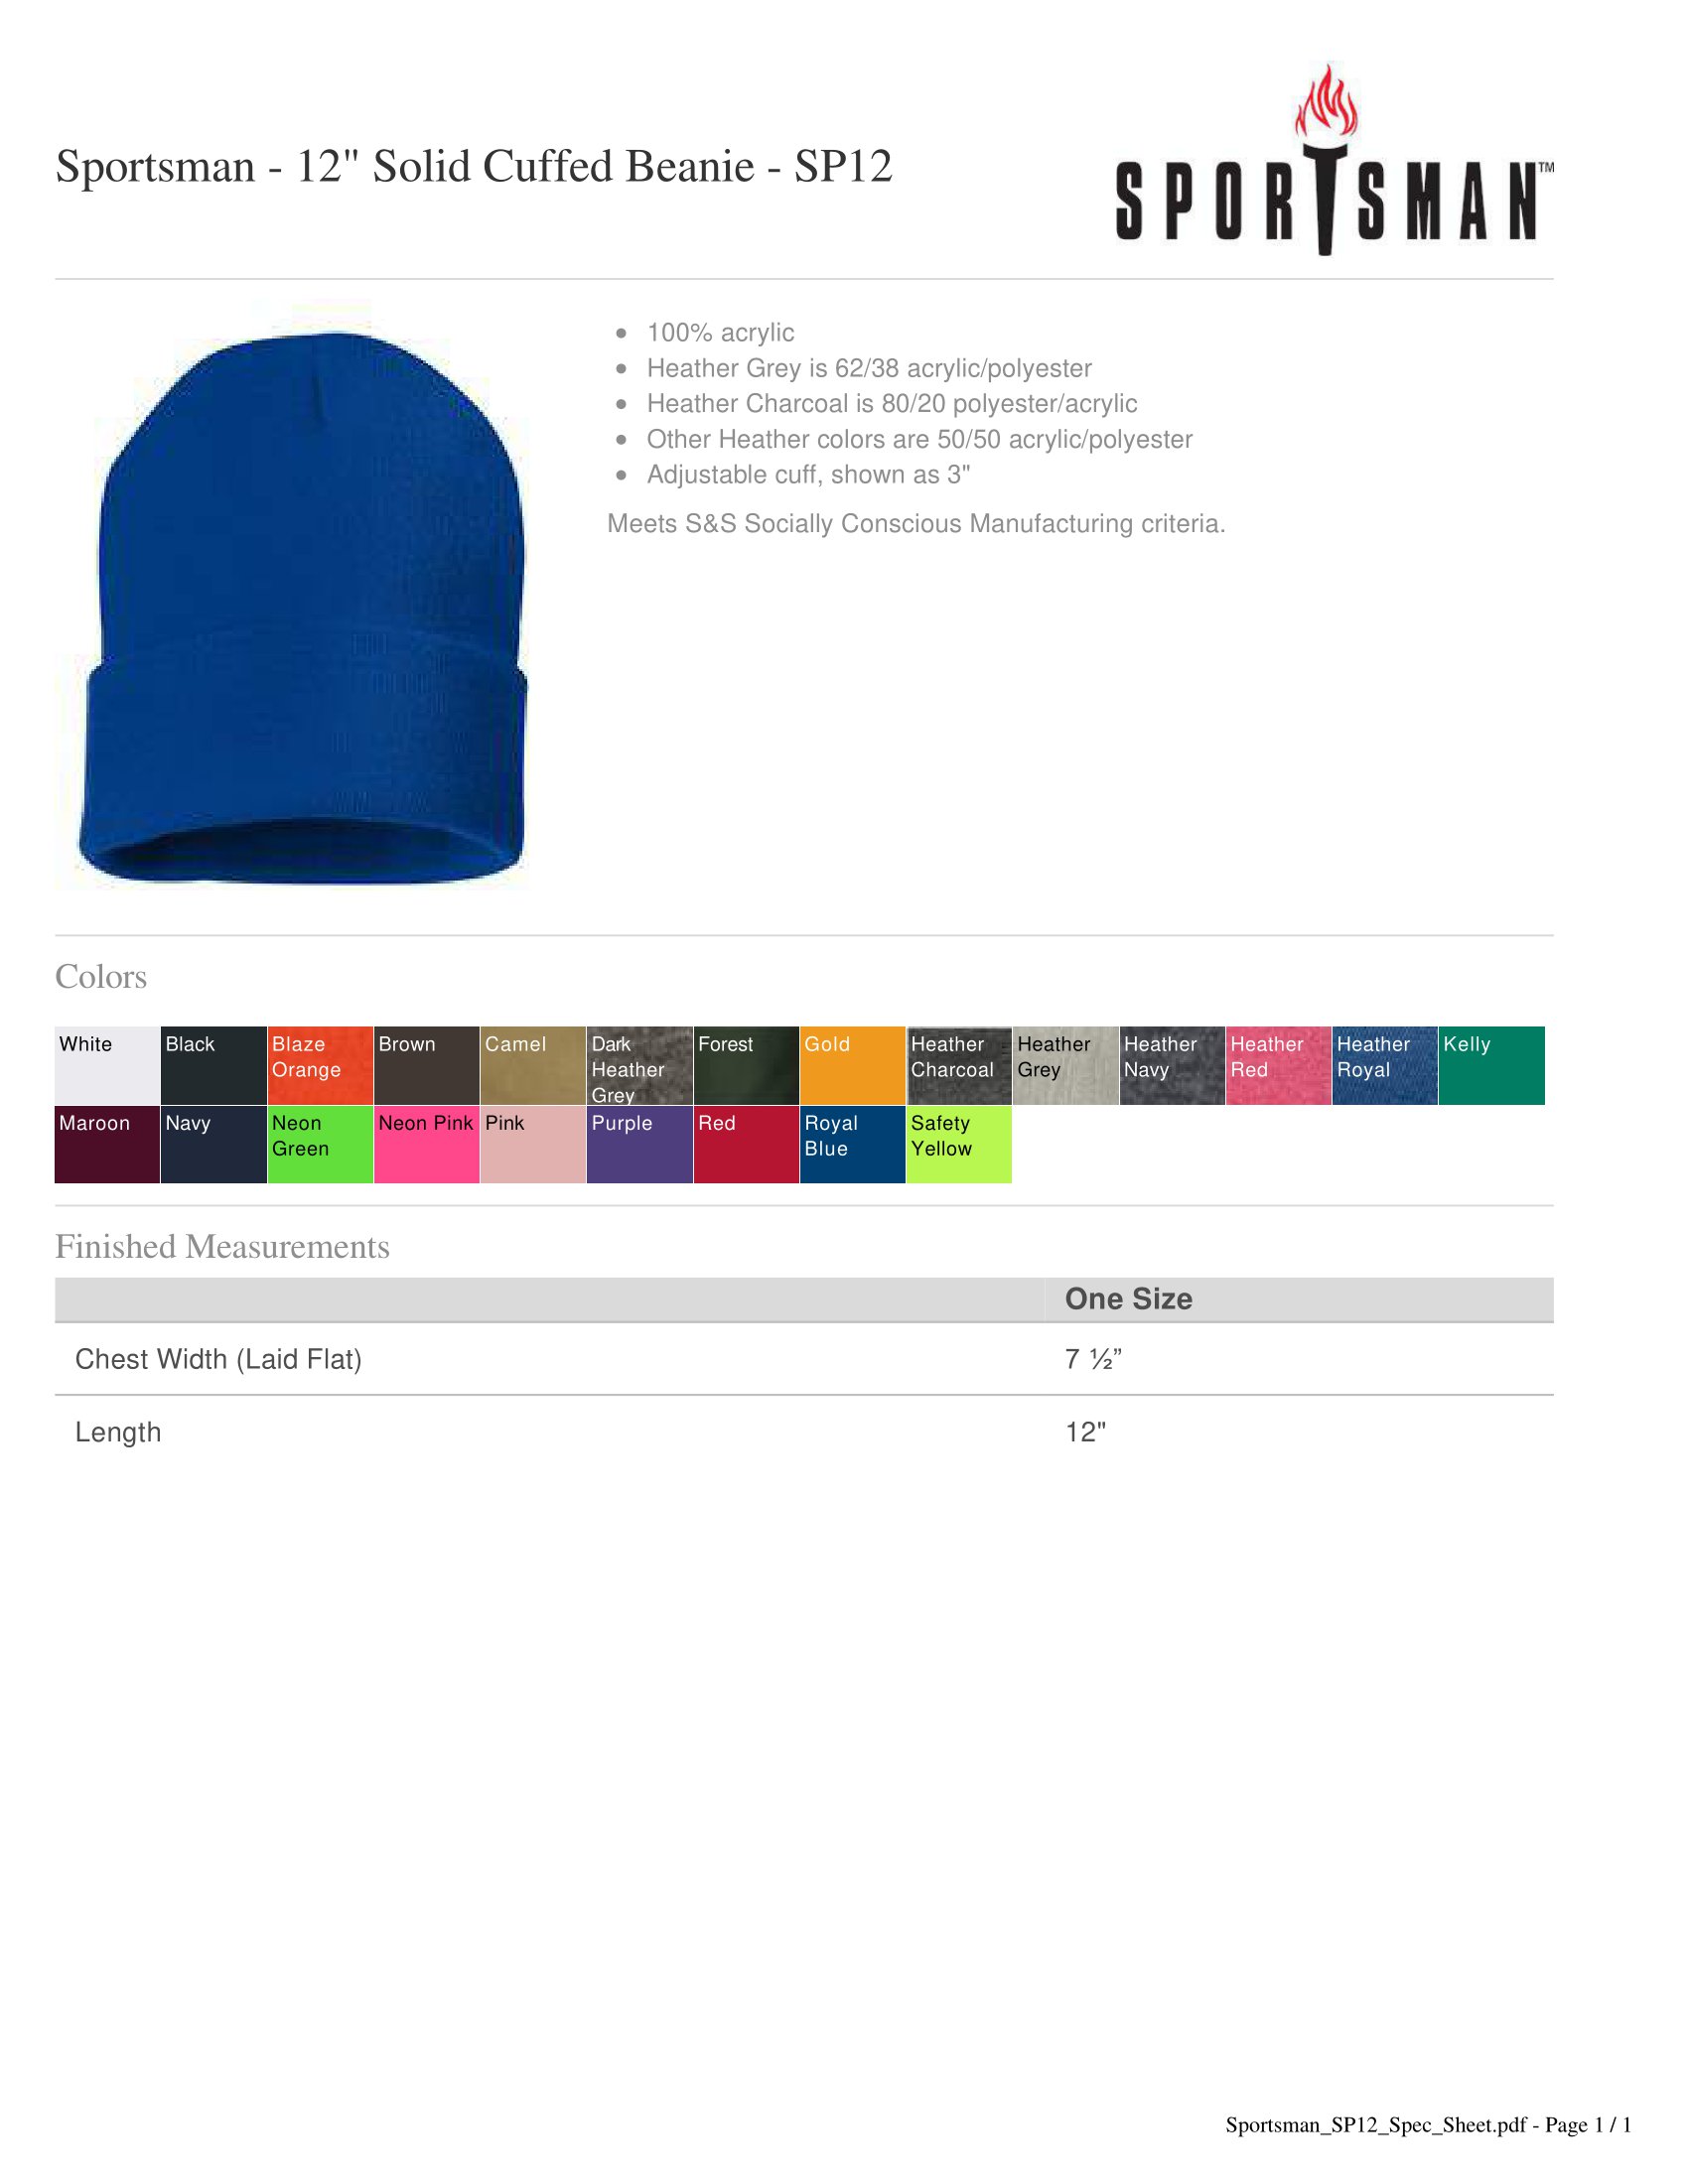 Sportsman - 12" Solid Cuffed Beanie - SP12
SPORTSMAN™
• 100% acrylic
• Heather Grey is 62/38 acrylic/polyester
• Heather Charcoal is 80/20 polyester/acrylic
• Other Heather colors are 50/50 acrylic/polyester
• Adjustable cuff, shown as 3"
Meets S&S Socially Conscious Manufacturing criteria.
Colors
White
Black
Blaze
Orange
Brown
Camel
Dark
Heather
Grey
Forest
Gold
Heather
Charcoal
Heather
Grey
Heather
Navy
Heather
Red
Heather
Royal
Kelly
Maroon
Navy
Neon
Green
Neon Pink
Pink
Purple
Red
Royal
Blue
Safety
Yellow
Finished Measurements
One Size
Chest Width (Laid Flat) 7 ½”
Length 12"
Sportsman_SP12_Spec_Sheet.pdf - Page 1 / 1